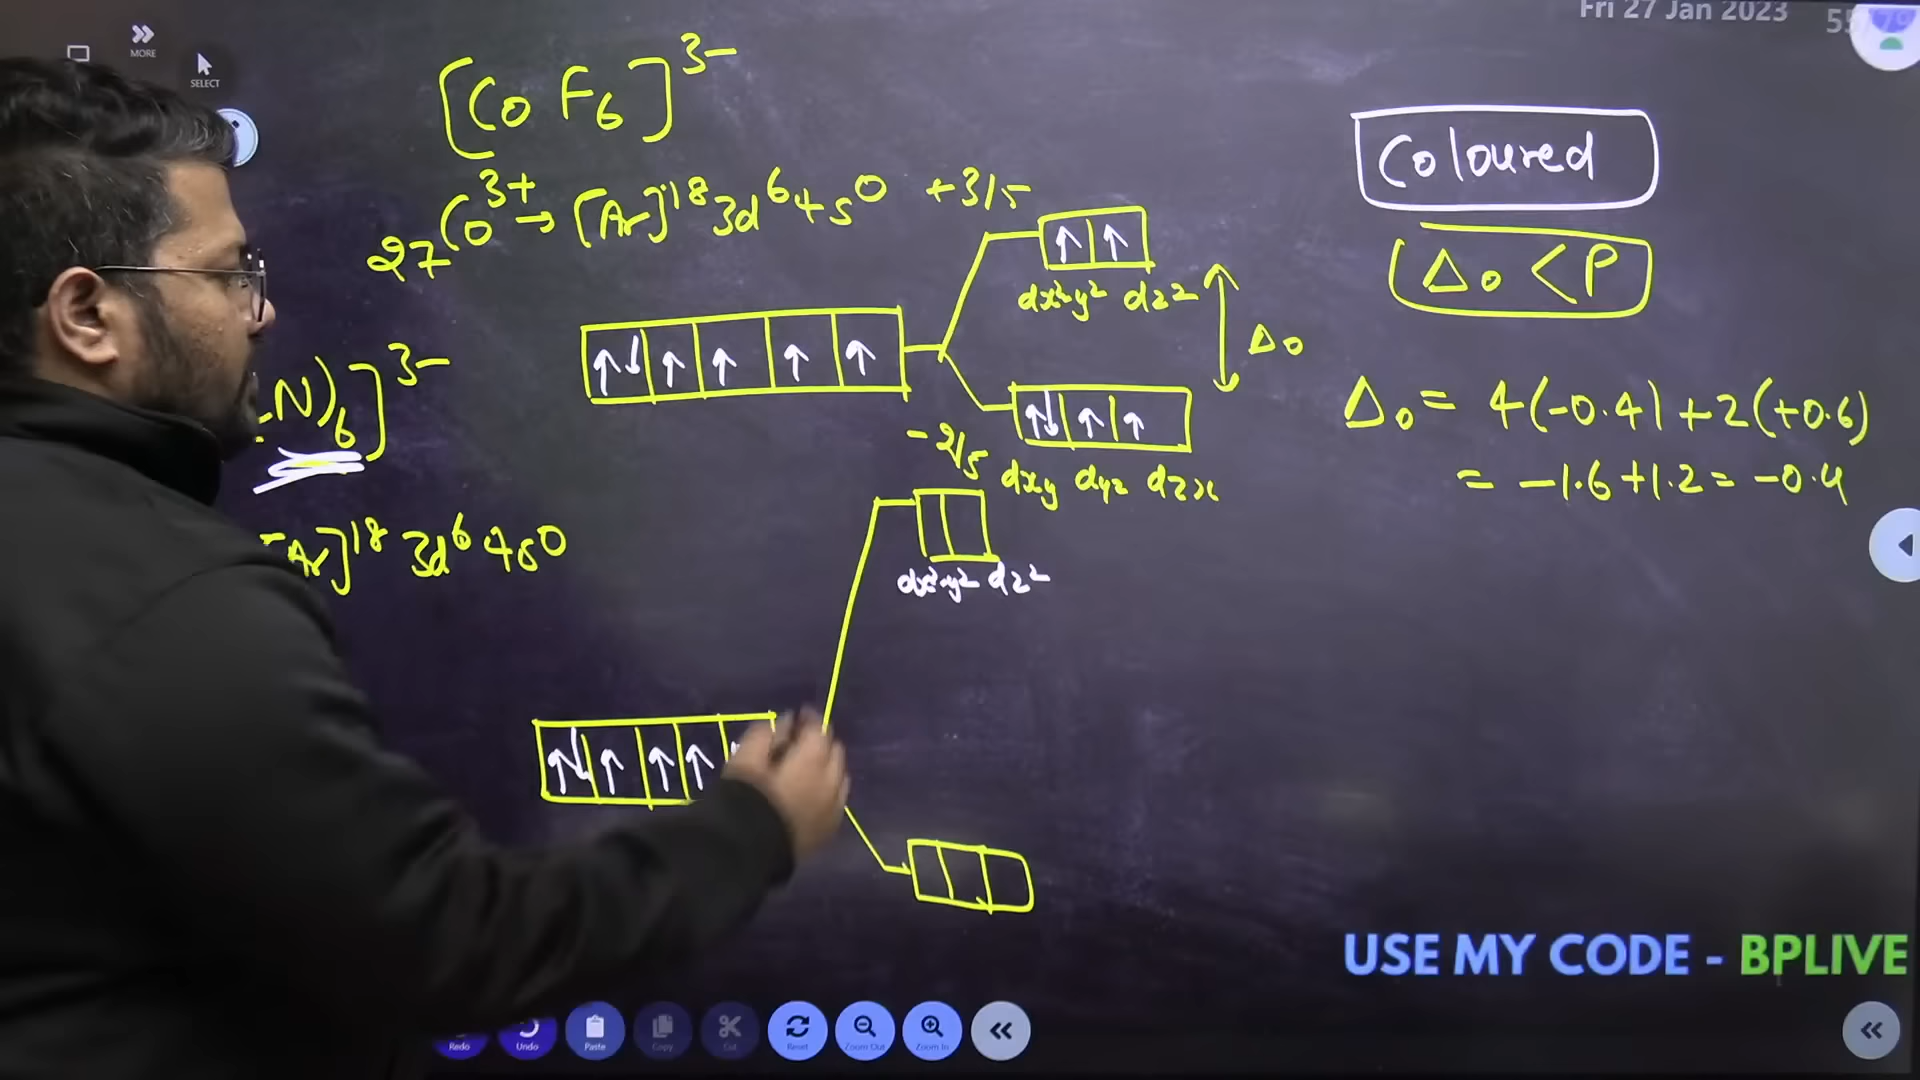 Fri 27 Jan 2023
MORE
SELECT
[Co F6]3-
27Co3+ → [Ar]18 3d6 4s0
+3/5
↑ ↑
dx²y² dz²
Δo
↑↓ ↑ ↑ ↑ ↑
↑↓ ↑ ↑
-2/5
dxy dyz dzx
Coloured
Δo < P
Δo = 4(-0.4) + 2(+0.6)
= -1.6+1.2 = -0.4
N)6]3-
Ar]18 3d6 4s0
dx²-y² dz²
↑↓ ↑ ↑ ↑
USE MY CODE - BPLIVE
Redo Undo Paste Copy Cut Reset Zoom Out Zoom In